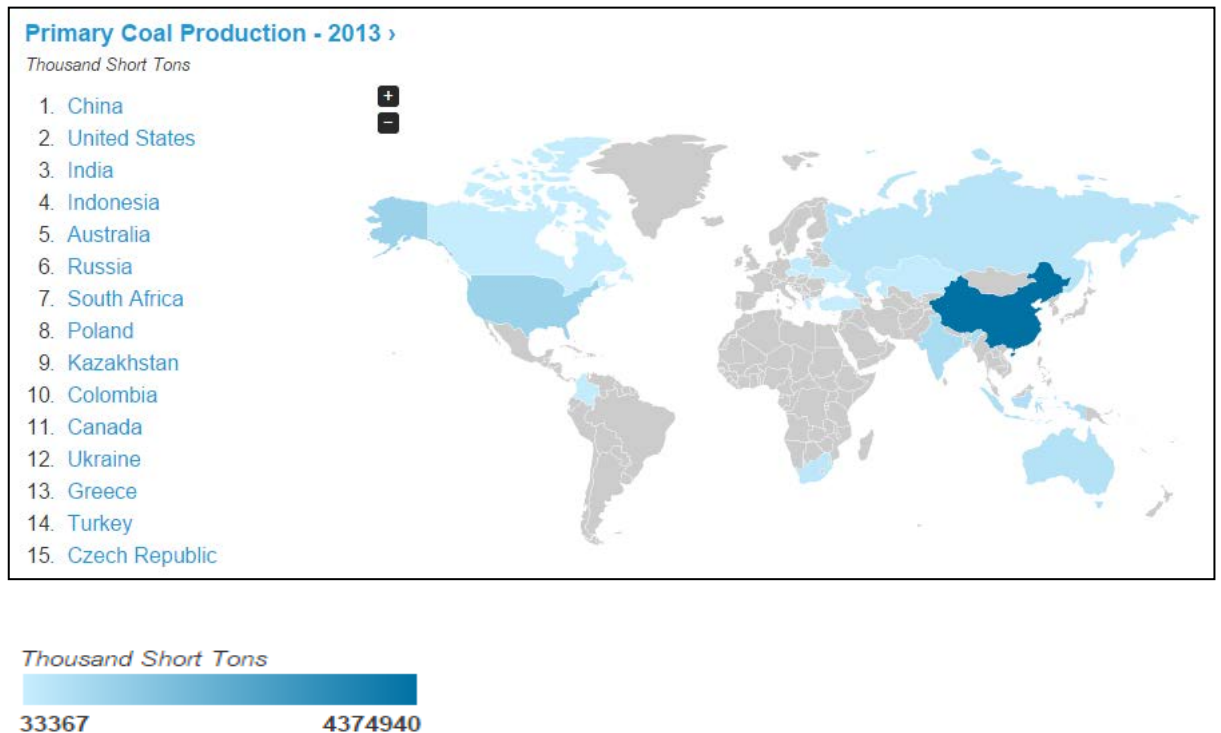 Primary Coal Production - 2013 ›
Thousand Short Tons
1. China
2. United States
3. India
4. Indonesia
5. Australia
6. Russia
7. South Africa
8. Poland
9. Kazakhstan
10. Colombia
11. Canada
12. Ukraine
13. Greece
14. Turkey
15. Czech Republic
+
−
Thousand Short Tons
33367 4374940